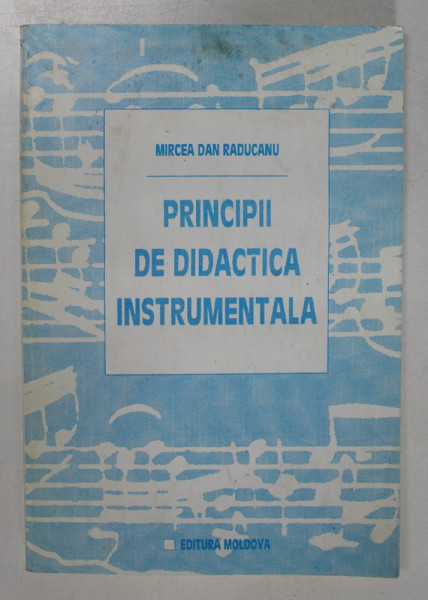 MIRCEA DAN RADUCANU
PRINCIPII
DE DIDACTICA
INSTRUMENTALA
EDITURA MOLDOVA